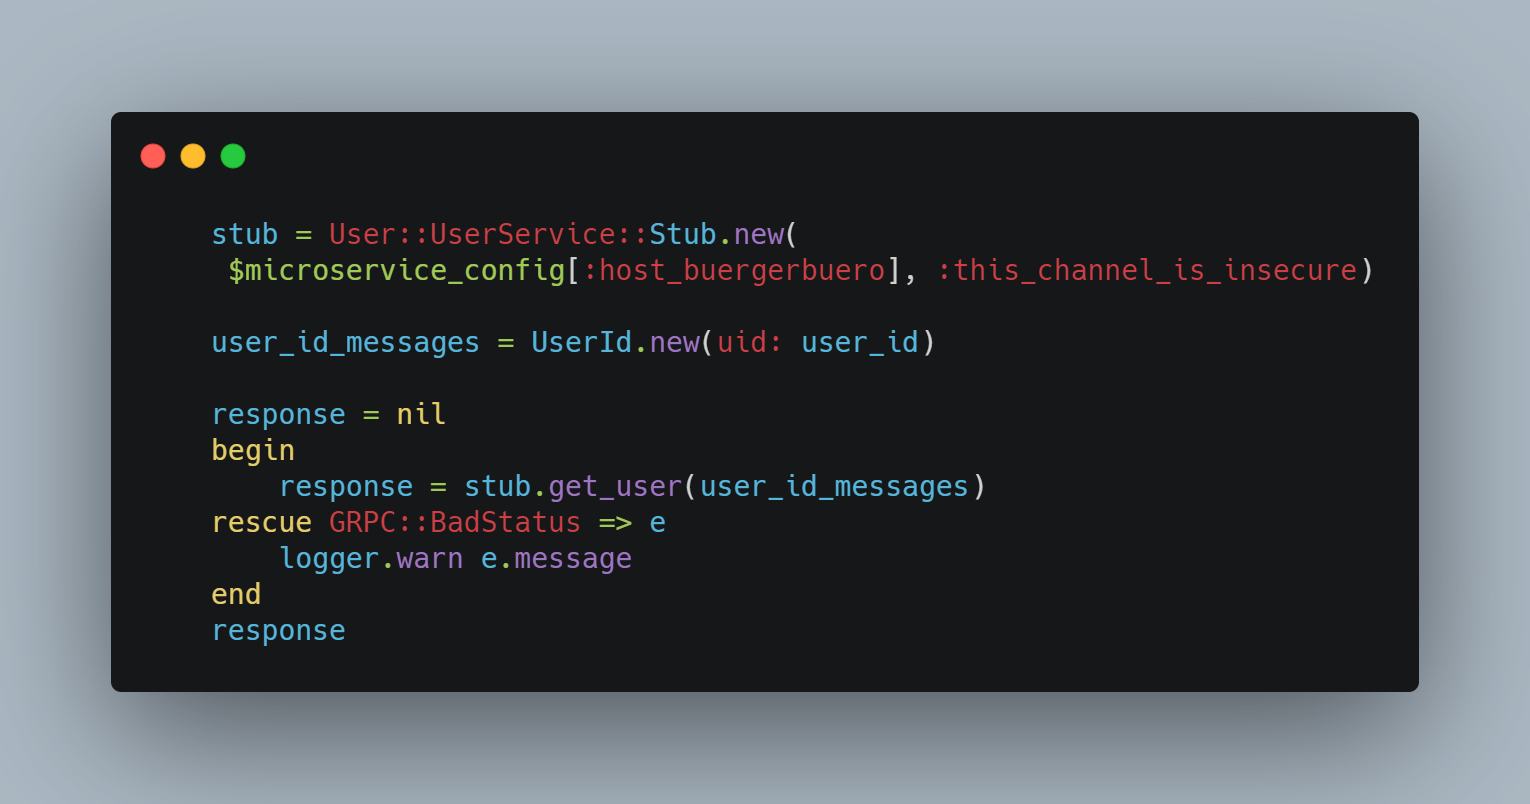 stub = User::UserService::Stub.new(
$microservice_config[:host_buergerbuero], :this_channel_is_insecure)
user_id_messages = UserId.new(uid: user_id)
response = nil
begin
response = stub.get_user(user_id_messages)
rescue GRPC::BadStatus => e
logger.warn e.message
end
response